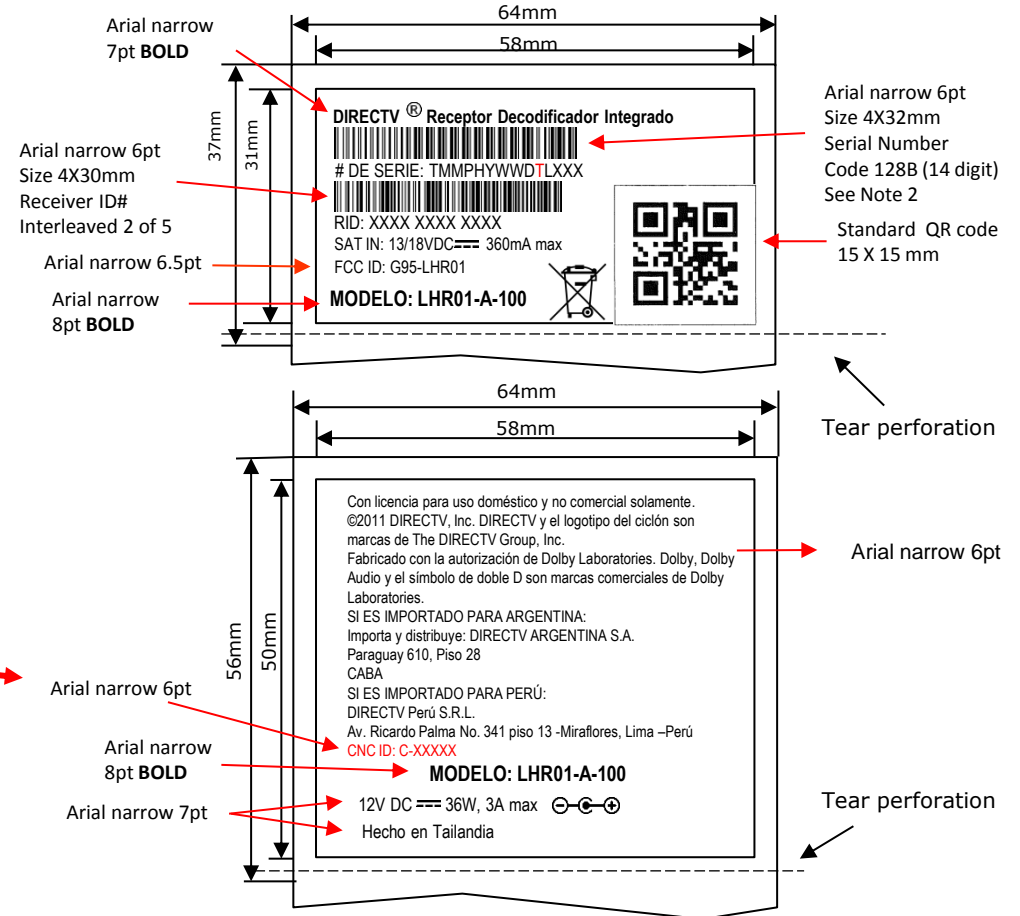 64mm
58mm
Arial narrow
7pt BOLD
37mm
31mm
DIRECTV ® Receptor Decodificador Integrado
# DE SERIE: TMMPHYWWDTLXXX
RID: XXXX XXXX XXXX
SAT IN: 13/18VDC 360mA max
FCC ID: G95-LHR01
MODELO: LHR01-A-100
Arial narrow 6pt
Size 4X30mm
Receiver ID#
Interleaved 2 of 5
Arial narrow 6.5pt
Arial narrow
8pt BOLD
Arial narrow 6pt
Size 4X32mm
Serial Number
Code 128B (14 digit)
See Note 2
Standard QR code
15 X 15 mm
Tear perforation
64mm
58mm
56mm
50mm
Con licencia para uso doméstico y no comercial solamente.
©2011 DIRECTV, Inc. DIRECTV y el logotipo del ciclón son
marcas de The DIRECTV Group, Inc.
Fabricado con la autorización de Dolby Laboratories. Dolby, Dolby
Audio y el símbolo de doble D son marcas comerciales de Dolby
Laboratories.
SI ES IMPORTADO PARA ARGENTINA:
Importa y distribuye: DIRECTV ARGENTINA S.A.
Paraguay 610, Piso 28
CABA
SI ES IMPORTADO PARA PERÚ:
DIRECTV Perú S.R.L.
Av. Ricardo Palma No. 341 piso 13 -Miraflores, Lima –Perú
CNC ID: C-XXXXX
MODELO: LHR01-A-100
12V DC 36W, 3A max
Hecho en Tailandia
Arial narrow 6pt
Arial narrow 6pt
Arial narrow
8pt BOLD
Arial narrow 7pt
Tear perforation